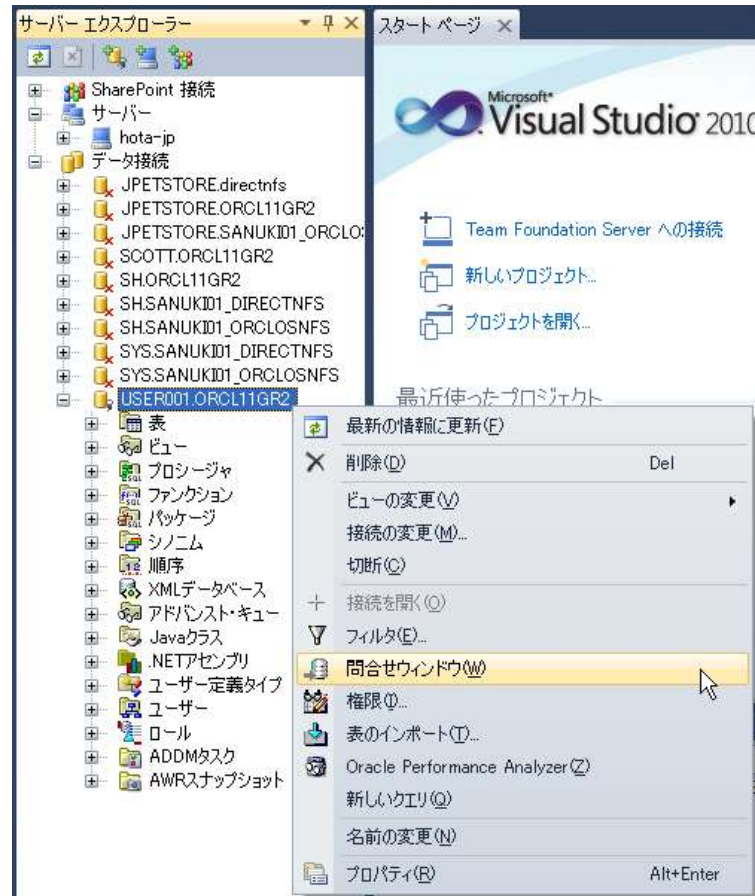 サーバー エクスプローラー
スタート ページ
SharePoint 接続
サーバー
hota-jp
データ接続
JPETSTORE.directnfs
JPETSTORE.ORCL11GR2
JPETSTORE.SANUKI01_ORCLOS
SCOTT.ORCL11GR2
SH.ORCL11GR2
SH.SANUKI01_DIRECTNFS
SH.SANUKI01_ORCLOSNFS
SYS.SANUKI01_DIRECTNFS
SYS.SANUKI01_ORCLOSNFS
USER001.ORCL11GR2
表
ビュー
プロシージャ
ファンクション
パッケージ
シノニム
順序
XMLデータベース
アドバンスト・キュー
Javaクラス
.NETアセンブリ
ユーザー定義タイプ
ユーザー
ロール
ADDMタスク
AWRスナップショット
Microsoft
Visual Studio 2010
Team Foundation Server への接続
新しいプロジェクト...
プロジェクトを開く...
最近使ったプロジェクト
最新の情報に更新(F)
削除(D) Del
ビューの変更(V)
接続の変更(M)...
切断(C)
接続を開く(O)
フィルタ(E)...
問合せウィンドウ(W)
権限(I)...
表のインポート(T)...
Oracle Performance Analyzer(Z)
新しいクエリ(Q)
名前の変更(N)
プロパティ(R) Alt+Enter